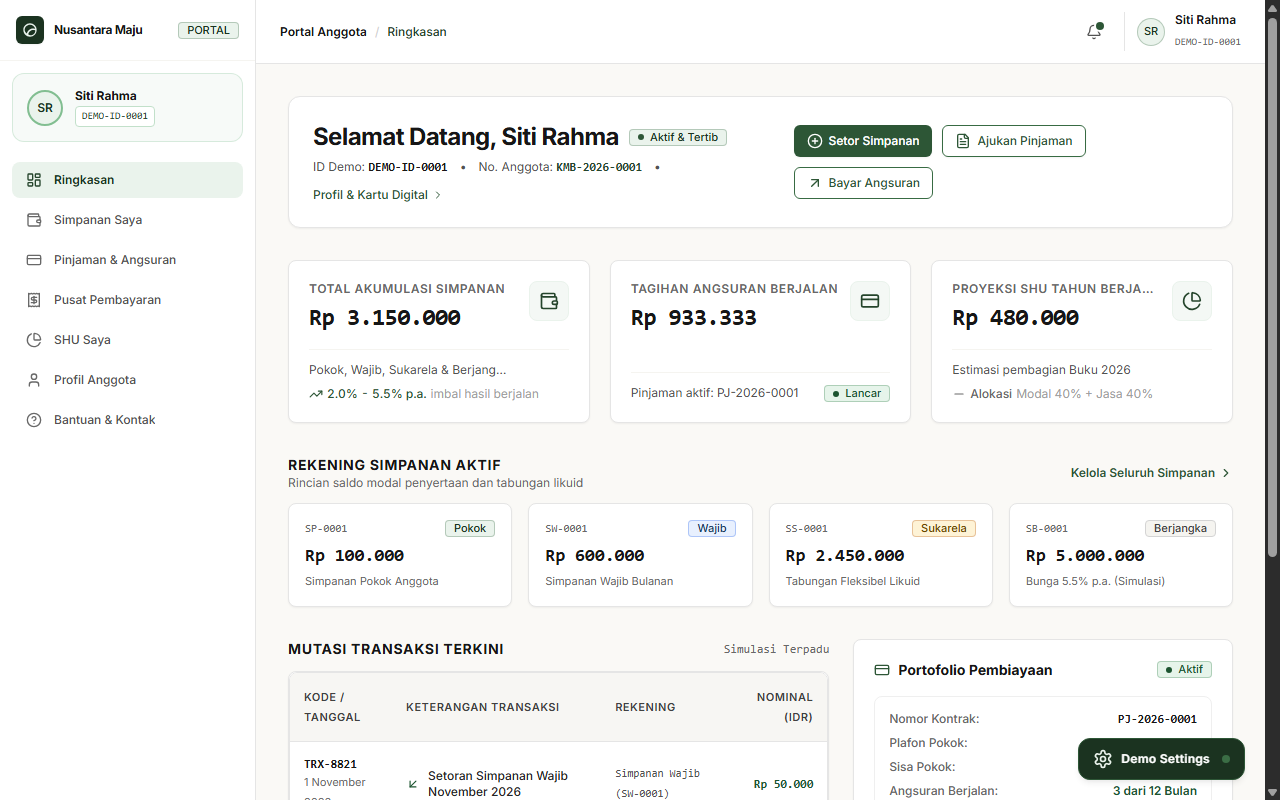 Nusantara Maju
PORTAL
Portal Anggota / Ringkasan
SR
Siti Rahma
DEMO-ID-0001
SR
Siti Rahma
DEMO-ID-0001
Ringkasan
Simpanan Saya
Pinjaman & Angsuran
Pusat Pembayaran
SHU Saya
Profil Anggota
Bantuan & Kontak
Selamat Datang, Siti Rahma
Aktif & Tertib
ID Demo: DEMO-ID-0001 • No. Anggota: KMB-2026-0001 •
Profil & Kartu Digital
Setor Simpanan
Ajukan Pinjaman
Bayar Angsuran
TOTAL AKUMULASI SIMPANAN
Rp 3.150.000
Pokok, Wajib, Sukarela & Berjang...
2.0% - 5.5% p.a. imbal hasil berjalan
TAGIHAN ANGSURAN BERJALAN
Rp 933.333
Pinjaman aktif: PJ-2026-0001
Lancar
PROYEKSI SHU TAHUN BERJA...
Rp 480.000
Estimasi pembagian Buku 2026
Alokasi Modal 40% + Jasa 40%
REKENING SIMPANAN AKTIF
Rincian saldo modal penyertaan dan tabungan likuid
Kelola Seluruh Simpanan
SP-0001
Pokok
Rp 100.000
Simpanan Pokok Anggota
SW-0001
Wajib
Rp 600.000
Simpanan Wajib Bulanan
SS-0001
Sukarela
Rp 2.450.000
Tabungan Fleksibel Likuid
SB-0001
Berjangka
Rp 5.000.000
Bunga 5.5% p.a. (Simulasi)
MUTASI TRANSAKSI TERKINI
Simulasi Terpadu
KODE /
TANGGAL
KETERANGAN TRANSAKSI
REKENING
NOMINAL
(IDR)
TRX-8821
1 November
Setoran Simpanan Wajib
November 2026
Simpanan Wajib
(SW-0001)
Rp 50.000
Portofolio Pembiayaan
Aktif
Nomor Kontrak:
PJ-2026-0001
Plafon Pokok:
Sisa Pokok:
Angsuran Berjalan:
3 dari 12 Bulan
Demo Settings